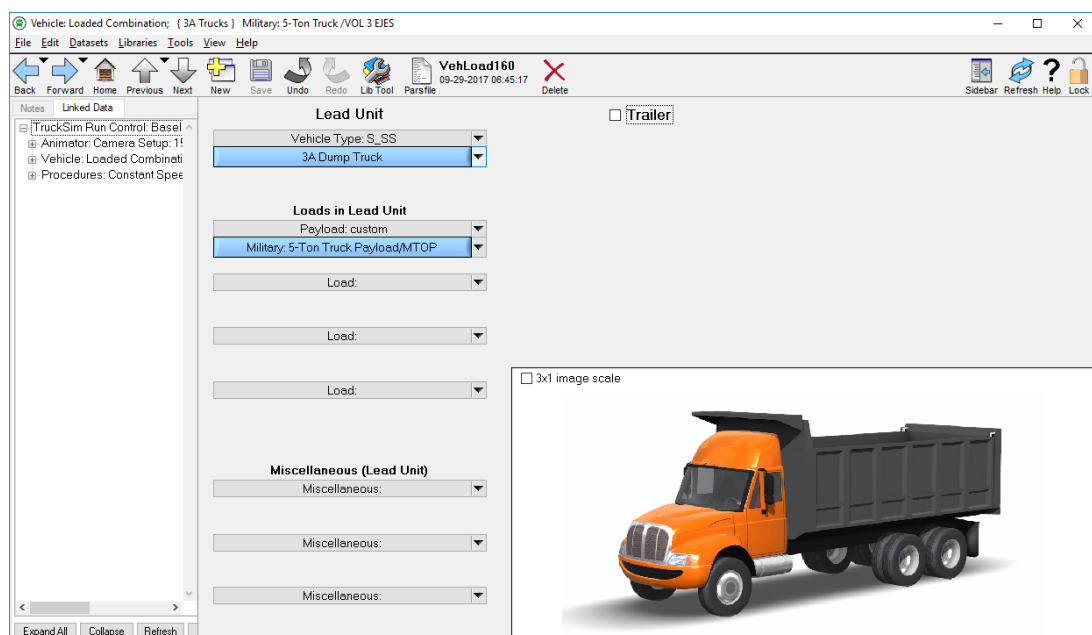 Vehicle: Loaded Combination; { 3A Trucks } Military: 5-Ton Truck /VOL 3 EJES
File Edit Datasets Libraries Tools View Help
VehLoad160
09-29-2017 06:45:17
Back Forward Home Previous Next New Save Undo Redo Lib Tool Parsfile Delete Sidebar Refresh Help Lock
Notes Linked Data
TruckSim Run Control: Basel
Animator: Camera Setup: 15
Vehicle: Loaded Combinati
Procedures: Constant Spee
Expand All Collapse Refresh
Lead Unit
Vehicle Type: S_SS
3A Dump Truck
Loads in Lead Unit
Payload: custom
Military: 5-Ton Truck Payload/MTOP
Load:
Load:
Load:
Miscellaneous (Lead Unit)
Miscellaneous:
Miscellaneous:
Miscellaneous:
Trailer
3x1 image scale